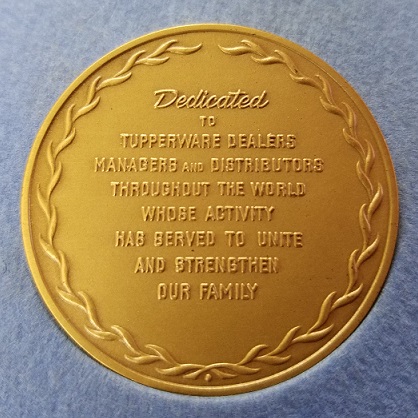 Dedicated
TO
TUPPERWARE DEALERS
MANAGERS AND DISTRIBUTORS
THROUGHOUT THE WORLD
WHOSE ACTIVITY
HAS SERVED TO UNITE
AND STRENGTHEN
OUR FAMILY